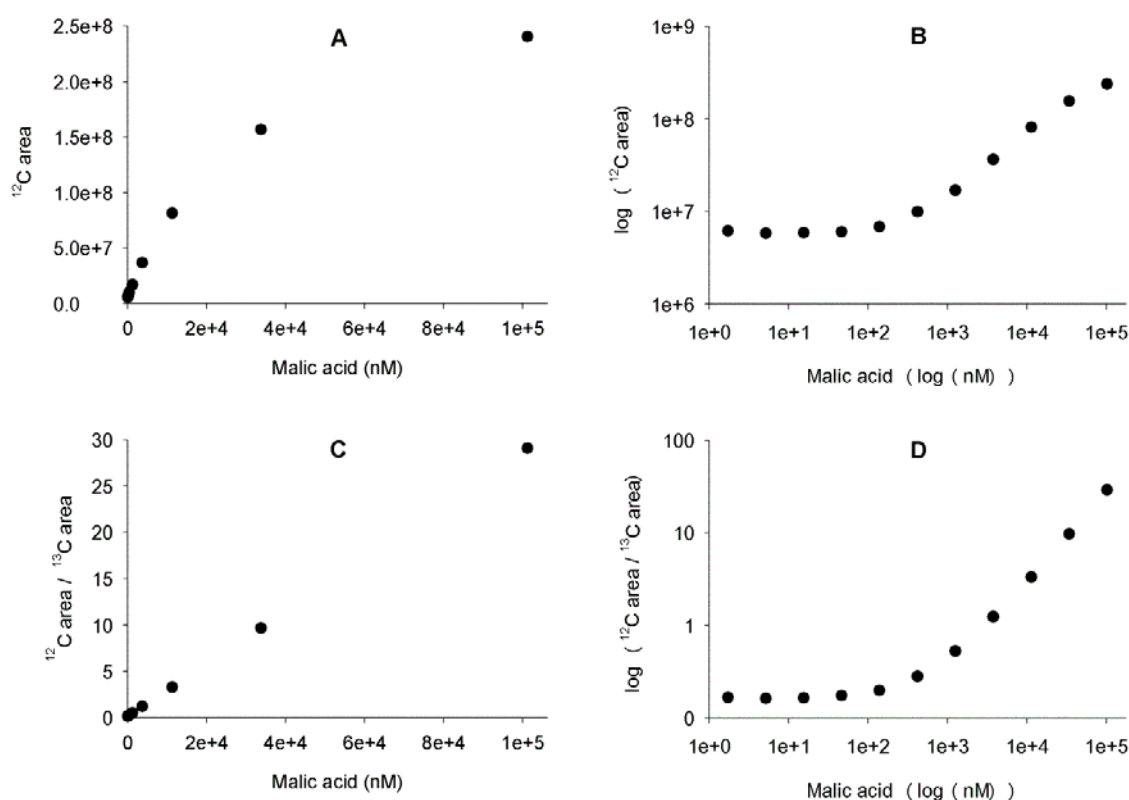 A
2.5e+8
2.0e+8
1.5e+8
1.0e+8
5.0e+7
0.0
12C area
0 2e+4 4e+4 6e+4 8e+4 1e+5
Malic acid (nM)
B
1e+9
1e+8
1e+7
1e+6
log ( 12C area)
1e+0 1e+1 1e+2 1e+3 1e+4 1e+5
Malic acid ( log ( nM) )
C
30
25
20
15
10
5
0
12C area / 13C area
0 2e+4 4e+4 6e+4 8e+4 1e+5
Malic acid (nM)
D
100
10
1
0
log ( 12C area / 13C area)
1e+0 1e+1 1e+2 1e+3 1e+4 1e+5
Malic acid ( log ( nM) )